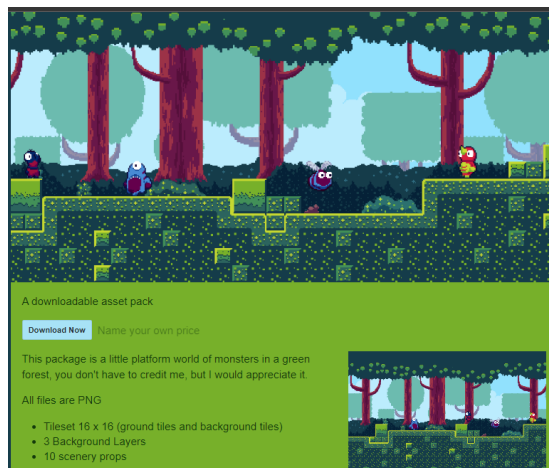 A downloadable asset pack
Download Now Name your own price
This package is a little platform world of monsters in a green
forest, you don't have to credit me, but I would appreciate it.
All files are PNG
Tileset 16 x 16 (ground tiles and background tiles)
3 Background Layers
10 scenery props